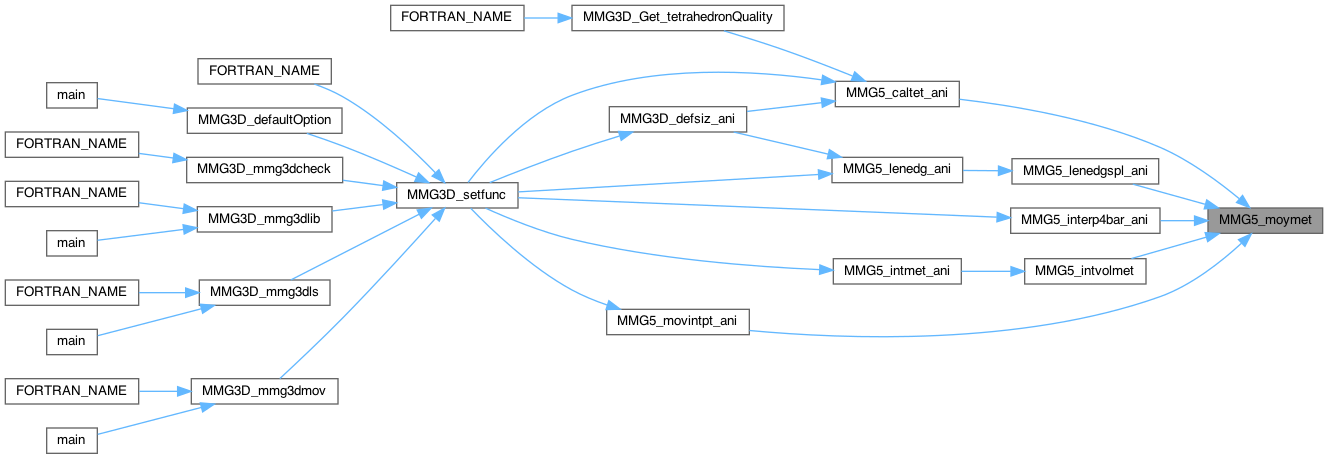 FORTRAN_NAME
MMG3D_Get_tetrahedronQuality
FORTRAN_NAME
main
MMG5_caltet_ani
MMG3D_defaultOption
MMG3D_defsiz_ani
FORTRAN_NAME
MMG3D_mmg3dcheck
MMG5_lenedg_ani
MMG5_lenedgspl_ani
FORTRAN_NAME
MMG3D_setfunc
MMG3D_mmg3dlib
MMG5_interp4bar_ani
MMG5_moymet
main
MMG5_intmet_ani
MMG5_intvolmet
FORTRAN_NAME
MMG3D_mmg3dls
MMG5_movintpt_ani
main
FORTRAN_NAME
MMG3D_mmg3dmov
main